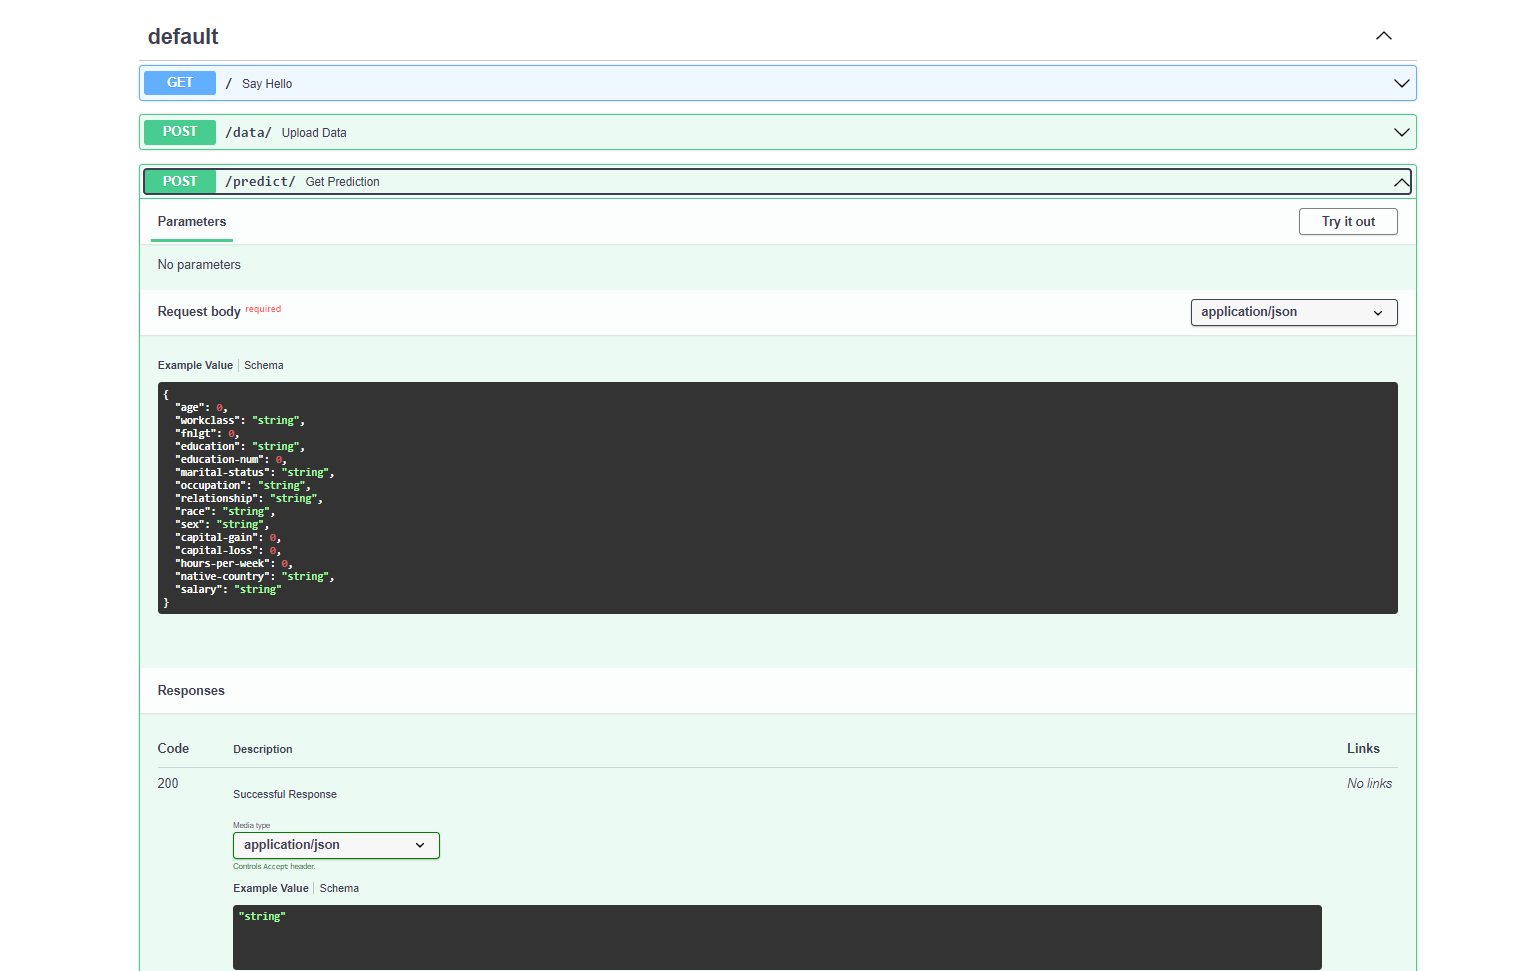 default
GET / Say Hello
POST /data/ Upload Data
POST /predict/ Get Prediction
Parameters
Try it out
No parameters
Request body required
application/json
Example Value Schema
{
"age": 0,
"workclass": "string",
"fnlgt": 0,
"education": "string",
"education-num": 0,
"marital-status": "string",
"occupation": "string",
"relationship": "string",
"race": "string",
"sex": "string",
"capital-gain": 0,
"capital-loss": 0,
"hours-per-week": 0,
"native-country": "string",
"salary": "string"
}
Responses
Code Description Links
200 Successful Response No links
Media type
application/json
Controls Accept header.
Example Value Schema
"string"